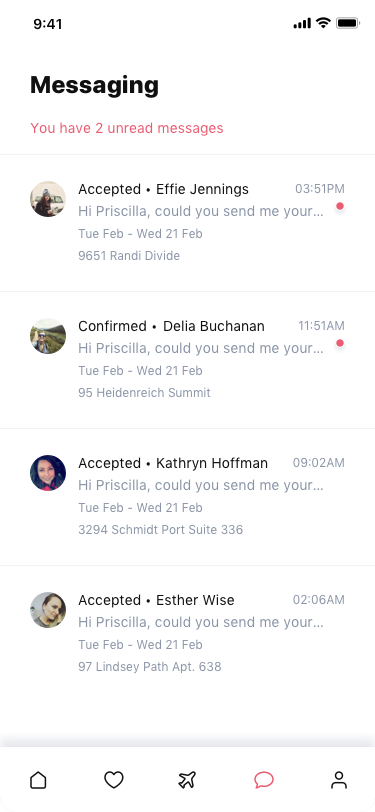 9:41
Messaging
You have 2 unread messages
Accepted • Effie Jennings 03:51PM
Hi Priscilla, could you send me your...
Tue Feb - Wed 21 Feb
9651 Randi Divide
Confirmed • Delia Buchanan 11:51AM
Hi Priscilla, could you send me your...
Tue Feb - Wed 21 Feb
95 Heidenreich Summit
Accepted • Kathryn Hoffman 09:02AM
Hi Priscilla, could you send me your...
Tue Feb - Wed 21 Feb
3294 Schmidt Port Suite 336
Accepted • Esther Wise 02:06AM
Hi Priscilla, could you send me your...
Tue Feb - Wed 21 Feb
97 Lindsey Path Apt. 638